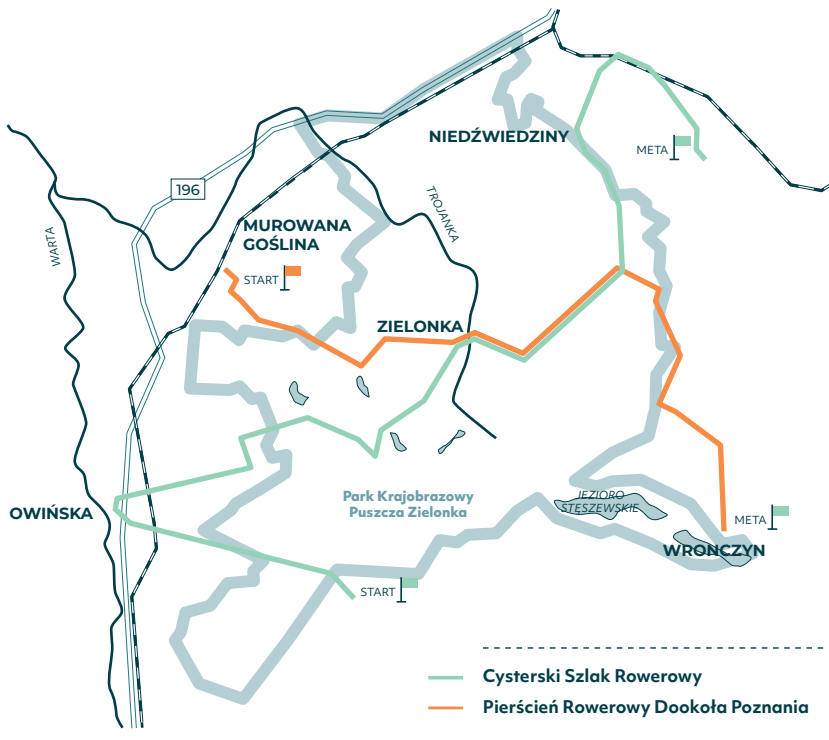 NIEDŹWIEDZINY
META
196
TROJANKA
MUROWANA
GOŚLINA
WARTA
START
ZIELONKA
Park Krajobrazowy
Puszcza Zielonka
JEZIORO
STĘSZEWSKIE
OWIŃSKA
META
WRONCZYN
START
Cysterski Szlak Rowerowy
Pierścień Rowerowy Dookoła Poznania